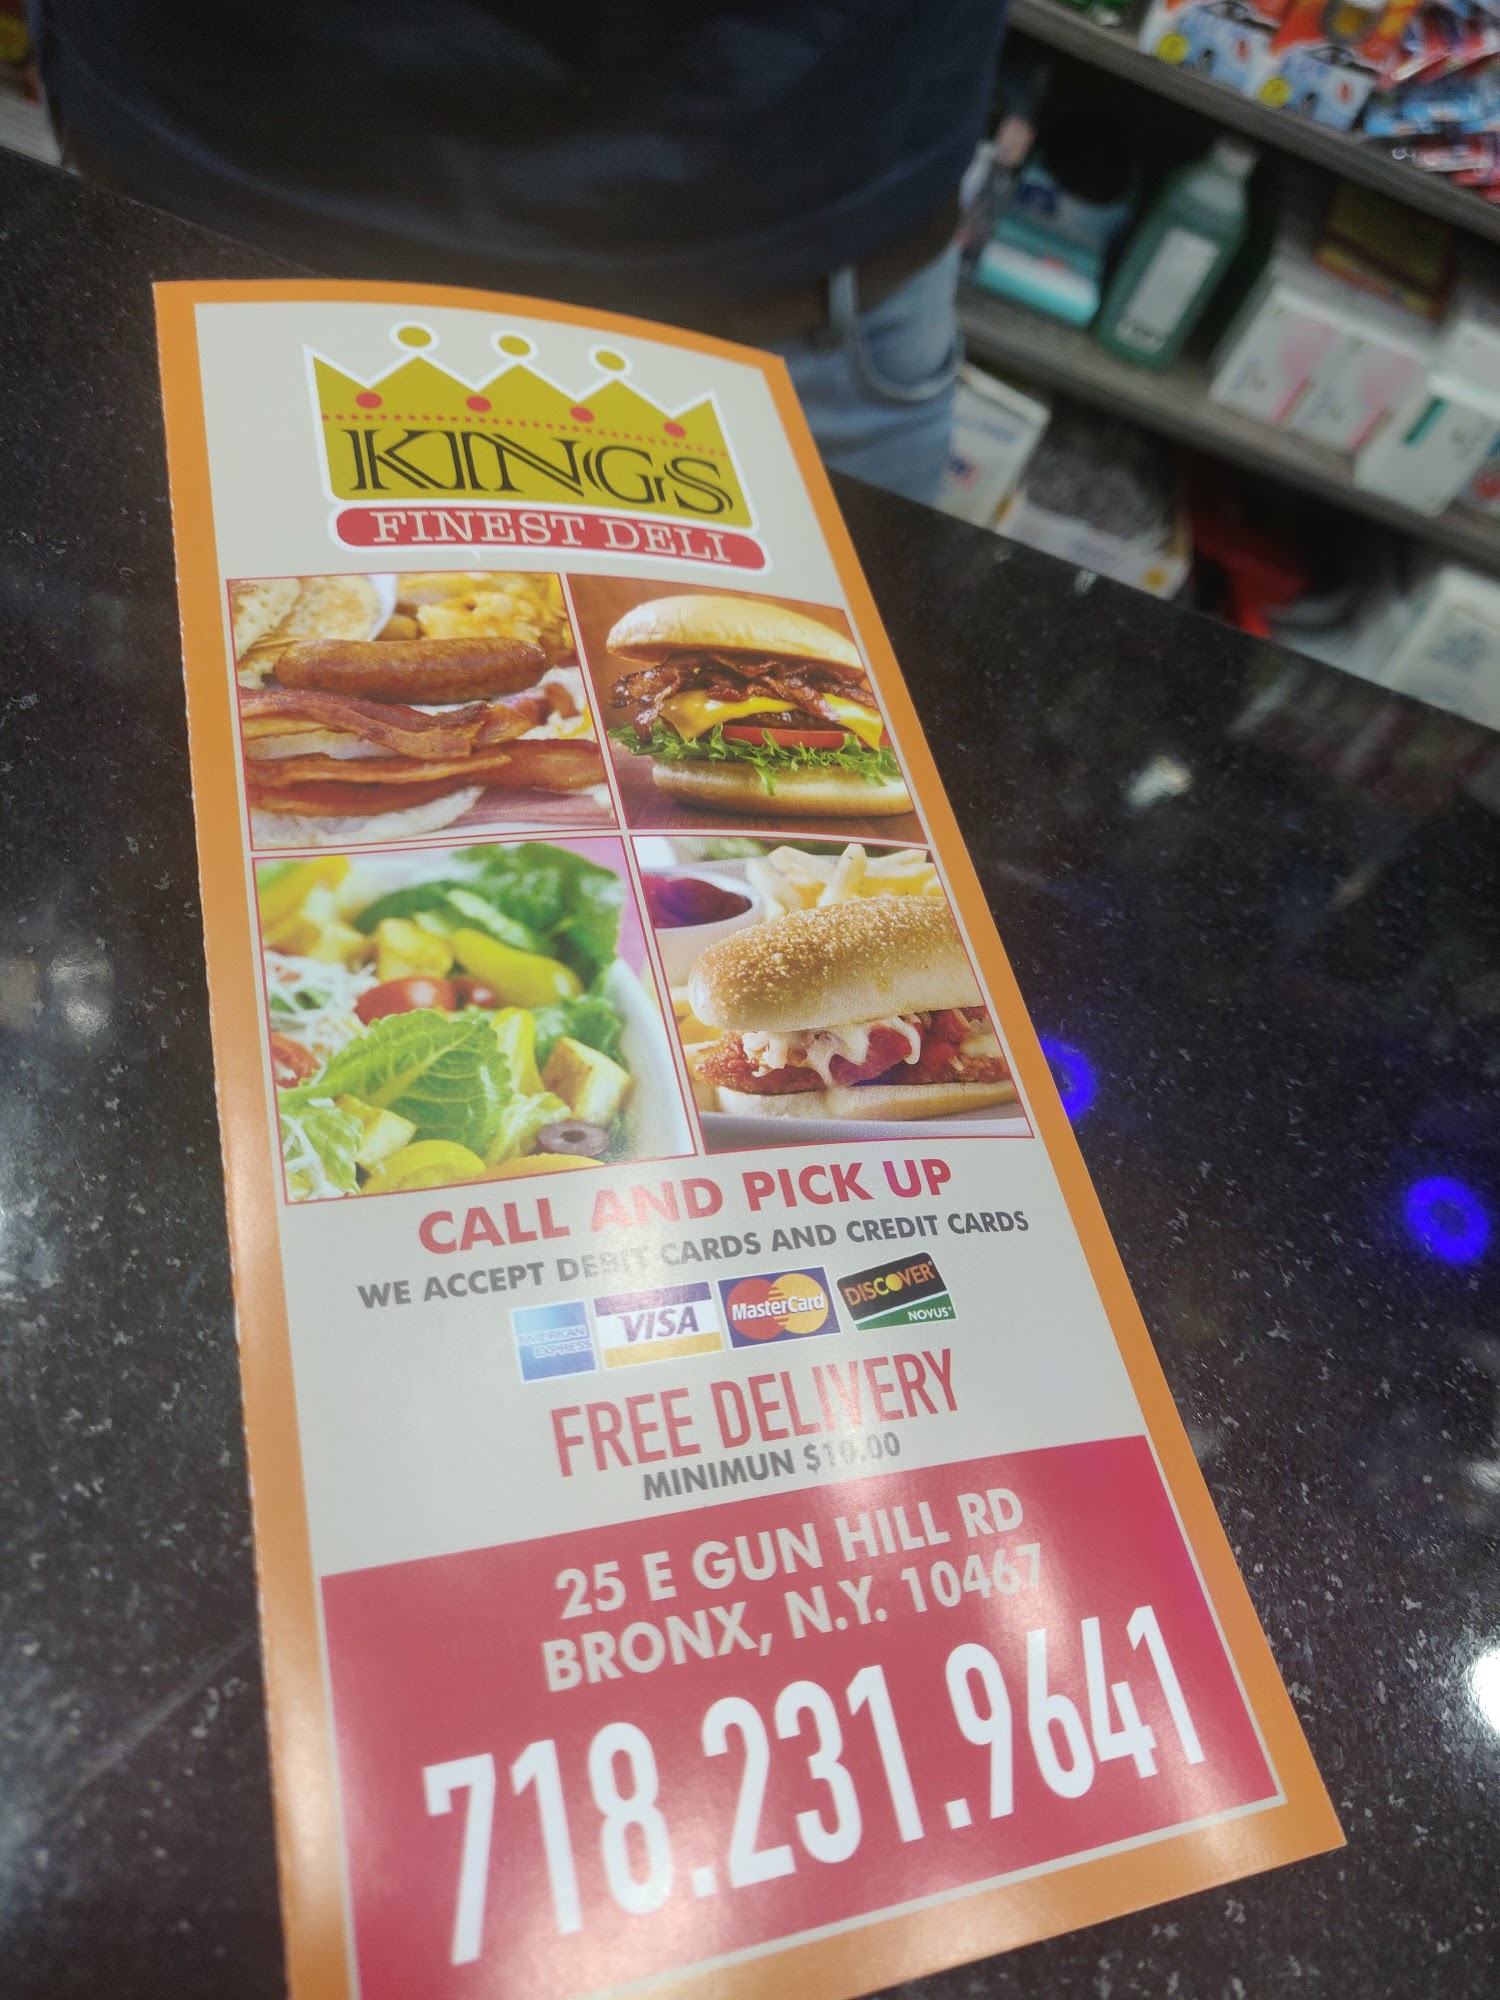 KINGS
FINEST DELI
CALL AND PICK UP
WE ACCEPT DEBIT CARDS AND CREDIT CARDS
AMERICAN EXPRESS VISA MasterCard DISCOVER NOVUS
FREE DELIVERY
MINIMUN $10.00
25 E GUN HILL RD
BRONX, N.Y. 10467
718.231.9641